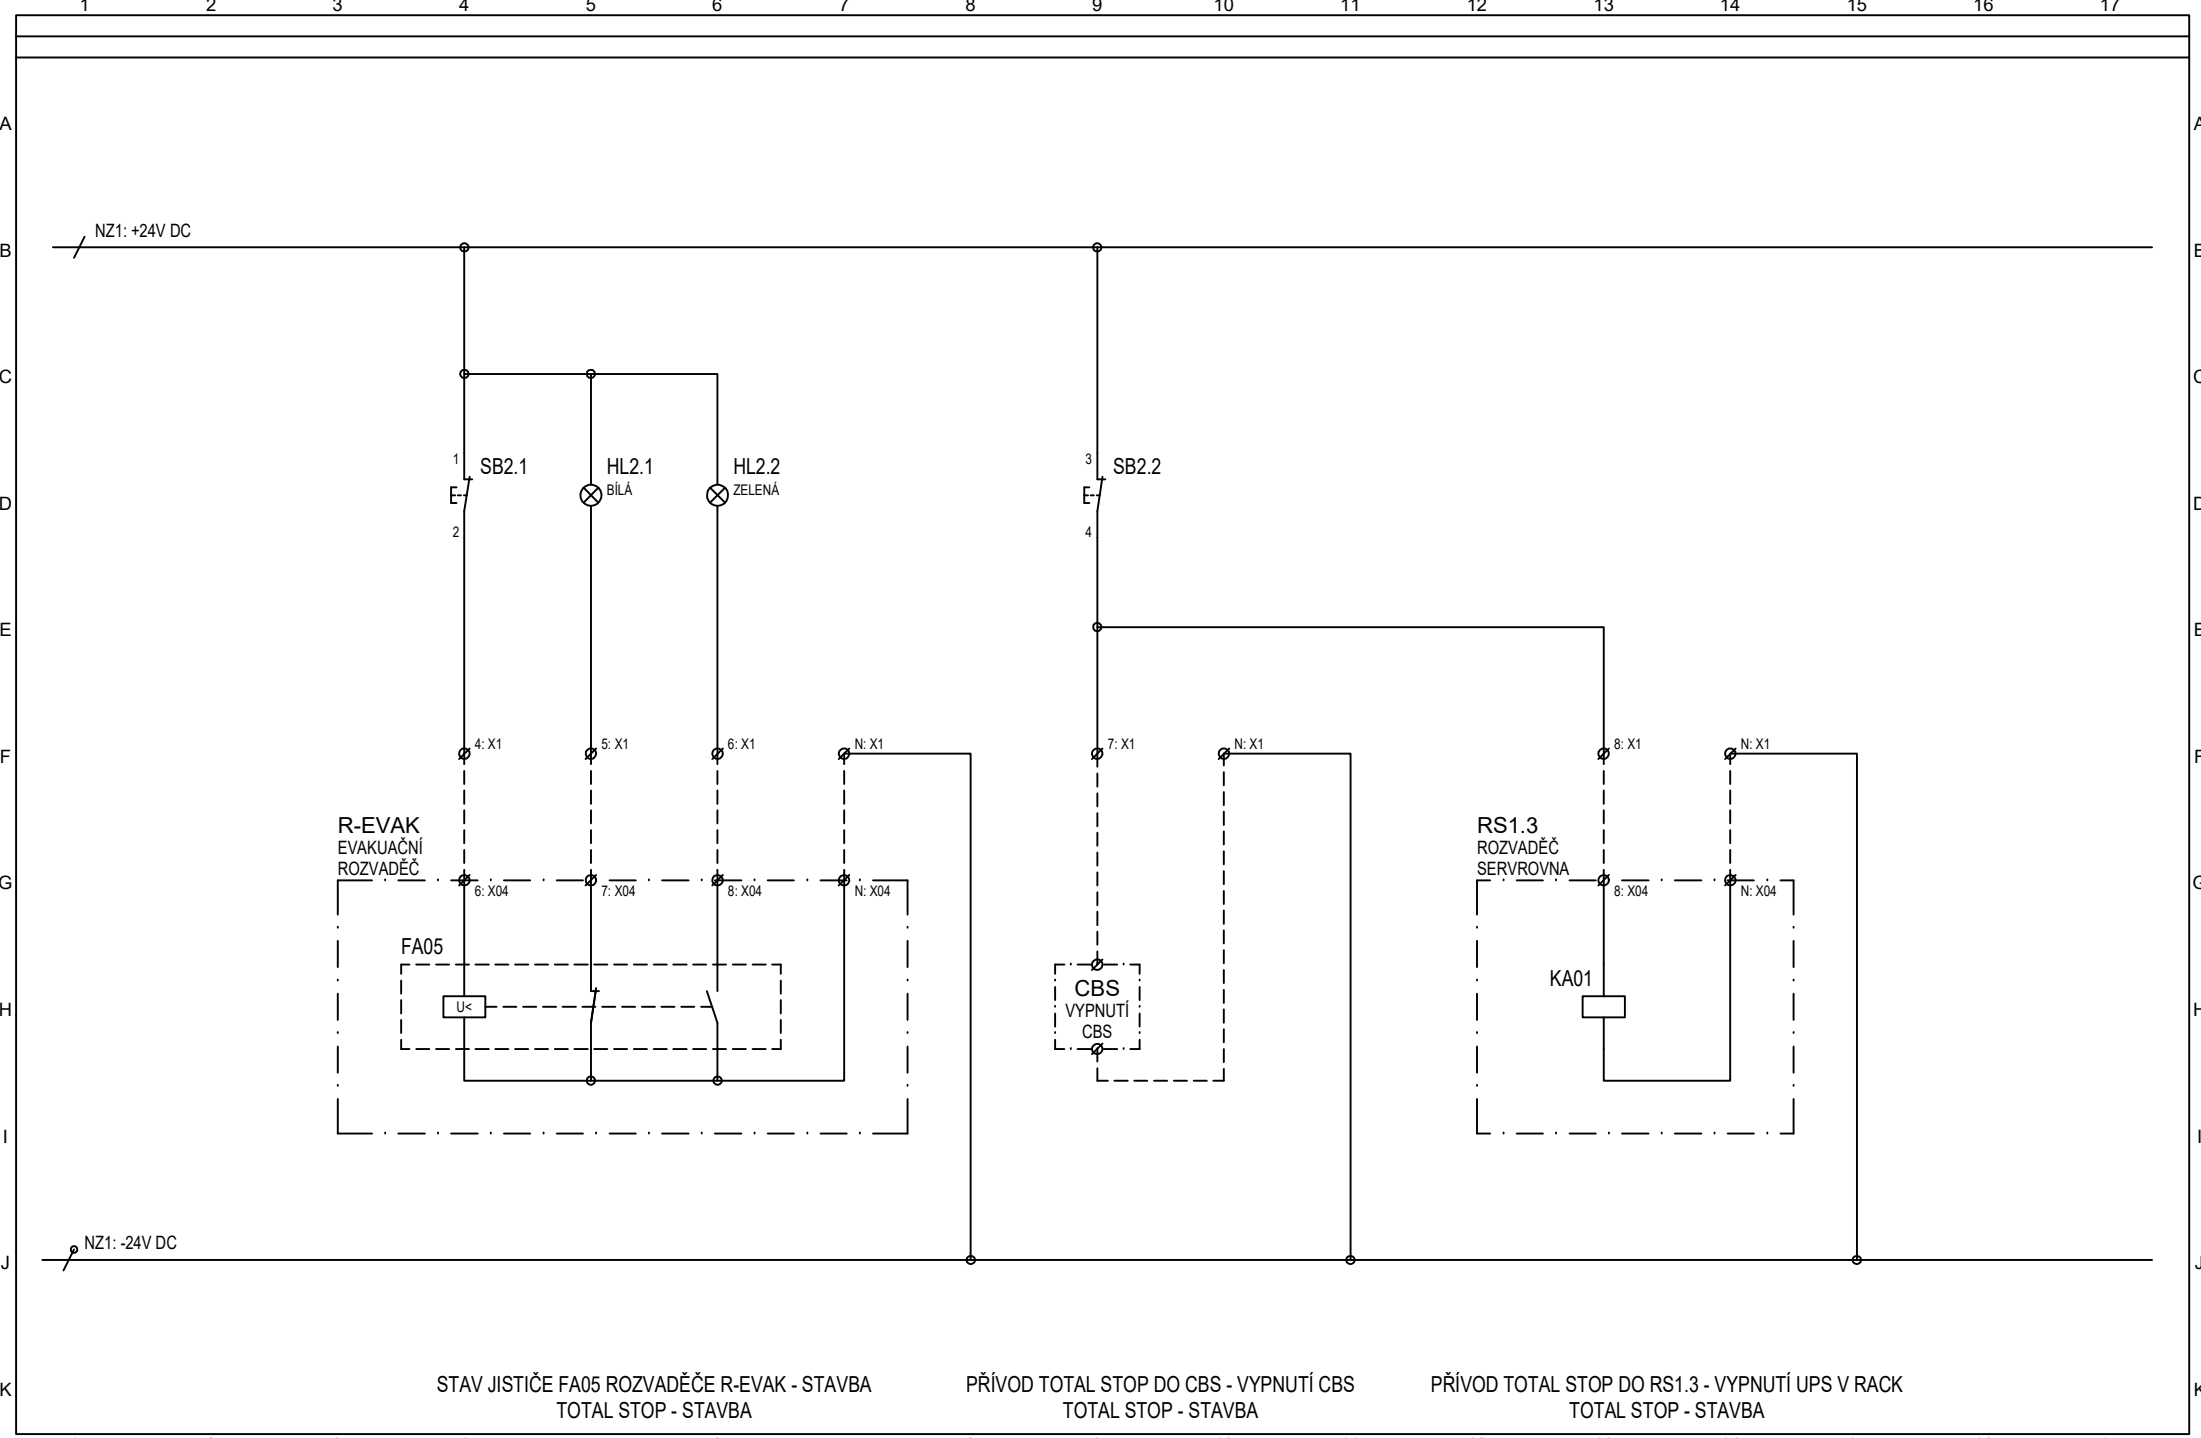 1 2 3 4 5 6 7 8 9 10 11 12 13 14 15 16 17
A A
NZ1: +24V DC
B
C
1 SB2.1 HL2.1 HL2.2 3 SB2.2
BÍLÁ ZELENÁ
D
2 4
E
4: X1 5: X1 6: X1 N: X1 7: X1 N: X1 8: X1 N: X1
F
R-EVAK
EVAKUAČNÍ
ROZVADĚČ
RS1.3
ROZVADĚČ
SERVROVNA
G
6: X04 7: X04 8: X04 N: X04 8: X04 N: X04
FA05
U<
CBS
VYPNUTÍ
CBS
KA01
H
I
NZ1: -24V DC
J
STAV JISTIČE FA05 ROZVADĚČE R-EVAK - STAVBA
TOTAL STOP - STAVBA
PŘÍVOD TOTAL STOP DO CBS - VYPNUTÍ CBS
TOTAL STOP - STAVBA
PŘÍVOD TOTAL STOP DO RS1.3 - VYPNUTÍ UPS V RACK
TOTAL STOP - STAVBA
K